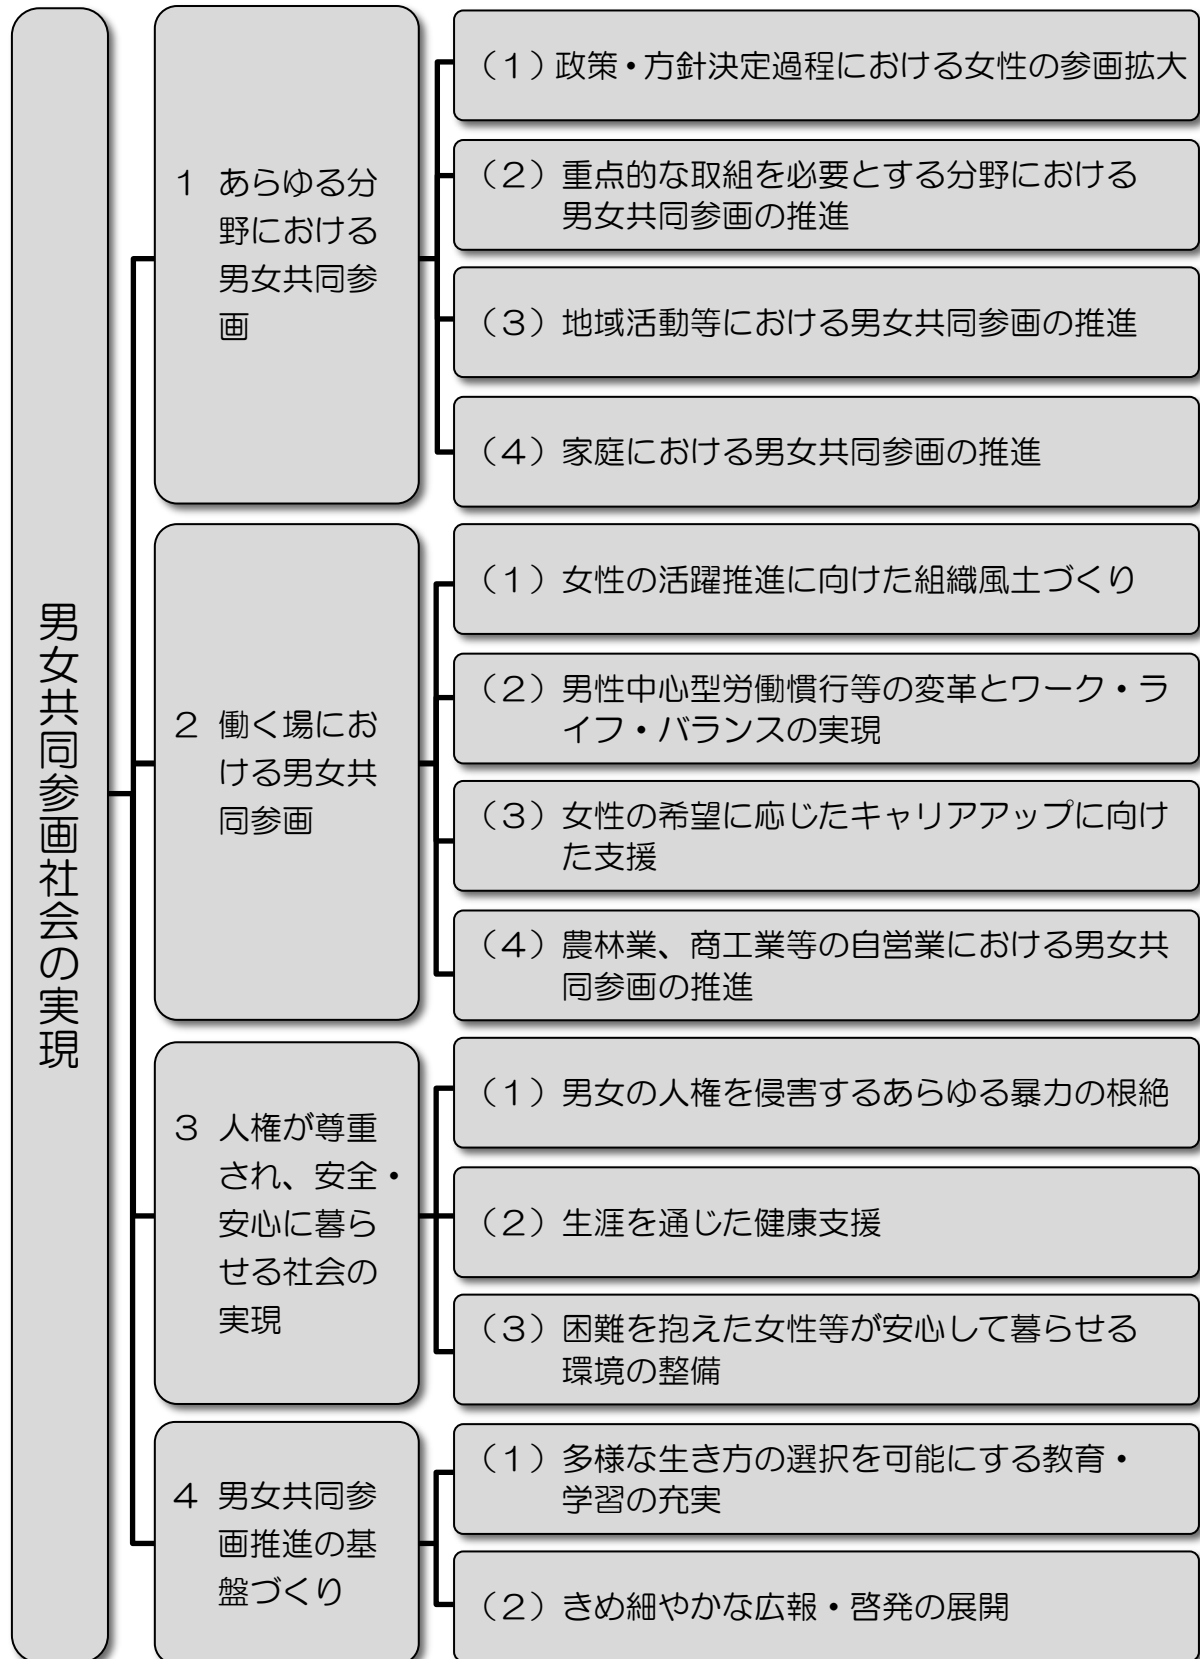 男女共同参画社会の実現
1 あらゆる分
野における
男女共同参
画
(1)政策・方針決定過程における女性の参画拡大
(2)重点的な取組を必要とする分野における
男女共同参画の推進
(3)地域活動等における男女共同参画の推進
(4)家庭における男女共同参画の推進
2 働く場にお
ける男女共
同参画
(1)女性の活躍推進に向けた組織風土づくり
(2)男性中心型労働慣行等の変革とワーク・ラ
イフ・バランスの実現
(3)女性の希望に応じたキャリアアップに向け
た支援
(4)農林業、商工業等の自営業における男女共
同参画の推進
3 人権が尊重
され、安全・
安心に暮ら
せる社会の
実現
(1)男女の人権を侵害するあらゆる暴力の根絶
(2)生涯を通じた健康支援
(3)困難を抱えた女性等が安心して暮らせる
環境の整備
4 男女共同参
画推進の基
盤づくり
(1)多様な生き方の選択を可能にする教育・
学習の充実
(2)きめ細やかな広報・啓発の展開